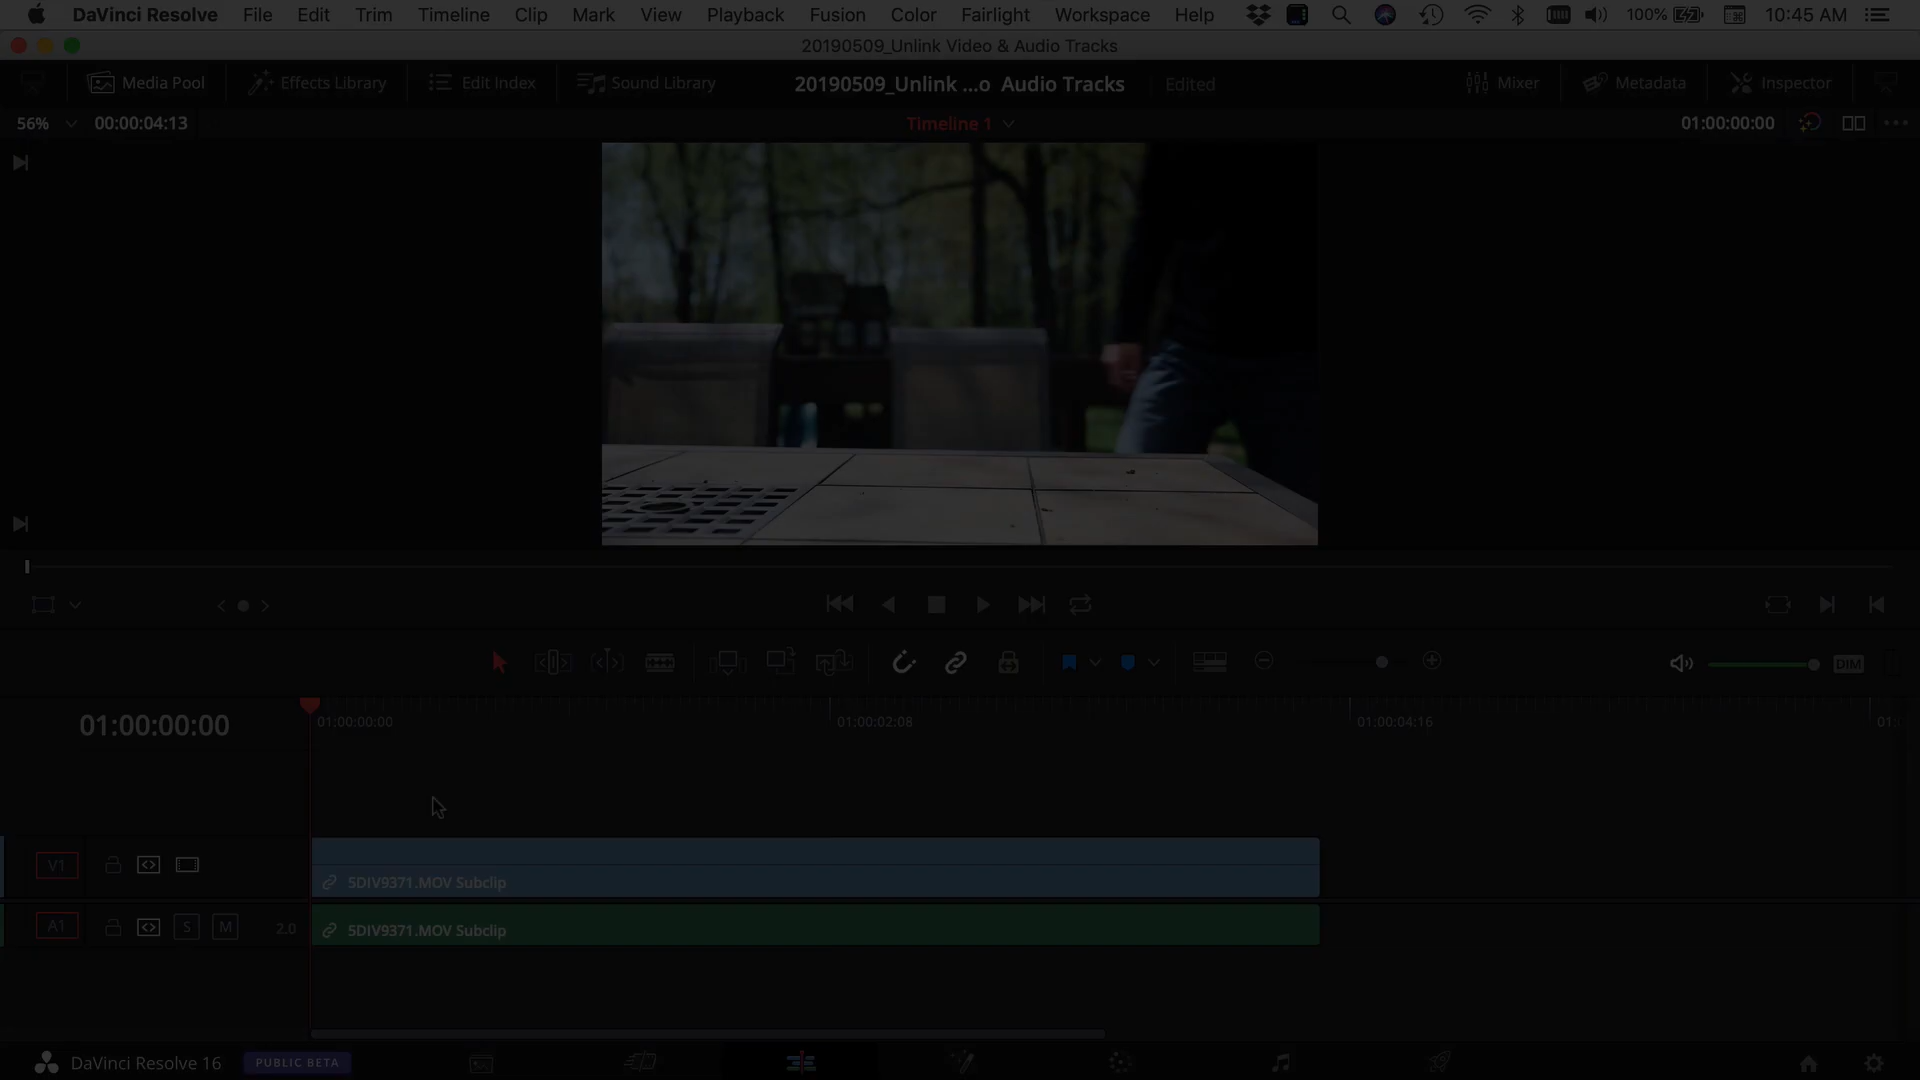 DaVinci Resolve File Edit Trim Timeline Clip Mark View Playback Fusion Color Fairlight Workspace Help 100% 10:45 AM
20190509_Unlink Video & Audio Tracks
Media Pool Effects Library Edit Index Sound Library 20190509_Unlink ...o Audio Tracks Edited Mixer Metadata Inspector
56% 00:00:04:13 Timeline 1 01:00:00:00
DIM
01:00:00:00 01:00:00:00 01:00:02:08 01:00:04:16 01:
V1 5DIV9371.MOV Subclip
A1 S M 2.0 5DIV9371.MOV Subclip
DaVinci Resolve 16 PUBLIC BETA